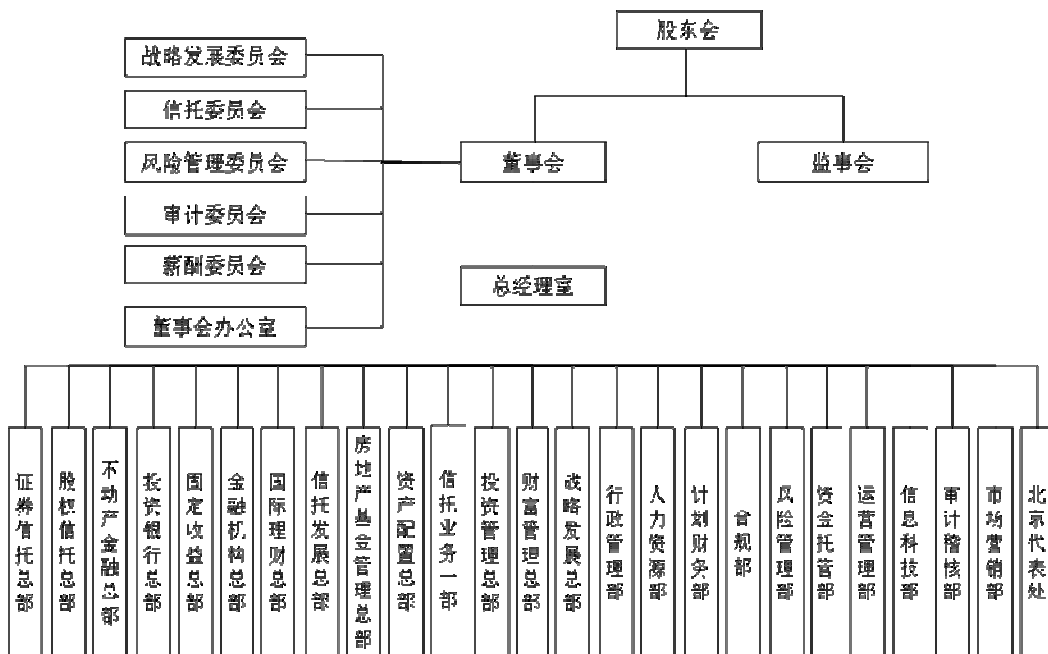 股东会
战略发展委员会
信托委员会
风险管理委员会
董事会
监事会
审计委员会
薪酬委员会
总经理室
董事会办公室
证券信托总部
股权信托总部
不动产金融总部
投资银行总部
固定收益总部
金融机构总部
国际理财总部
信托发展总部
房地产基金管理总部
资产配置总部
信托业务一部
投资管理总部
财富管理总部
战略发展总部
行政管理部
人力资源部
计划财务部
合规部
风险管理部
资金托管部
运营管理部
信息科技部
审计稽核部
市场营销部
北京代表处